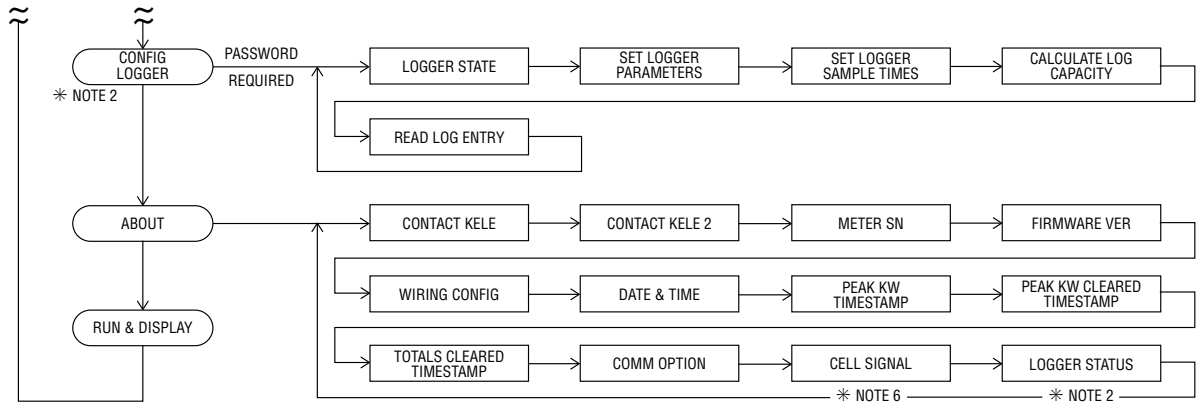 CONFIG
LOGGER
✳ NOTE 2
PASSWORD
REQUIRED
LOGGER STATE
SET LOGGER
PARAMETERS
SET LOGGER
SAMPLE TIMES
CALCULATE LOG
CAPACITY
READ LOG ENTRY
ABOUT
CONTACT KELE
CONTACT KELE 2
METER SN
FIRMWARE VER
WIRING CONFIG
DATE & TIME
PEAK KW
TIMESTAMP
PEAK KW CLEARED
TIMESTAMP
RUN & DISPLAY
TOTALS CLEARED
TIMESTAMP
COMM OPTION
CELL SIGNAL
LOGGER STATUS
✳ NOTE 6
✳ NOTE 2